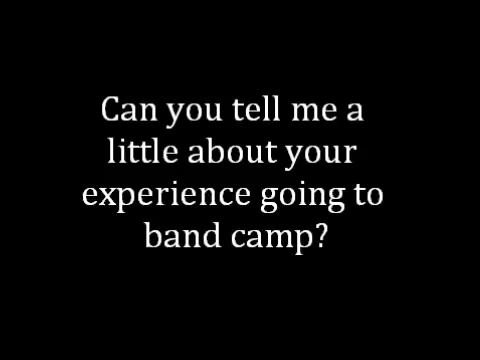 Can you tell me a
little about your
experience going to
band camp?